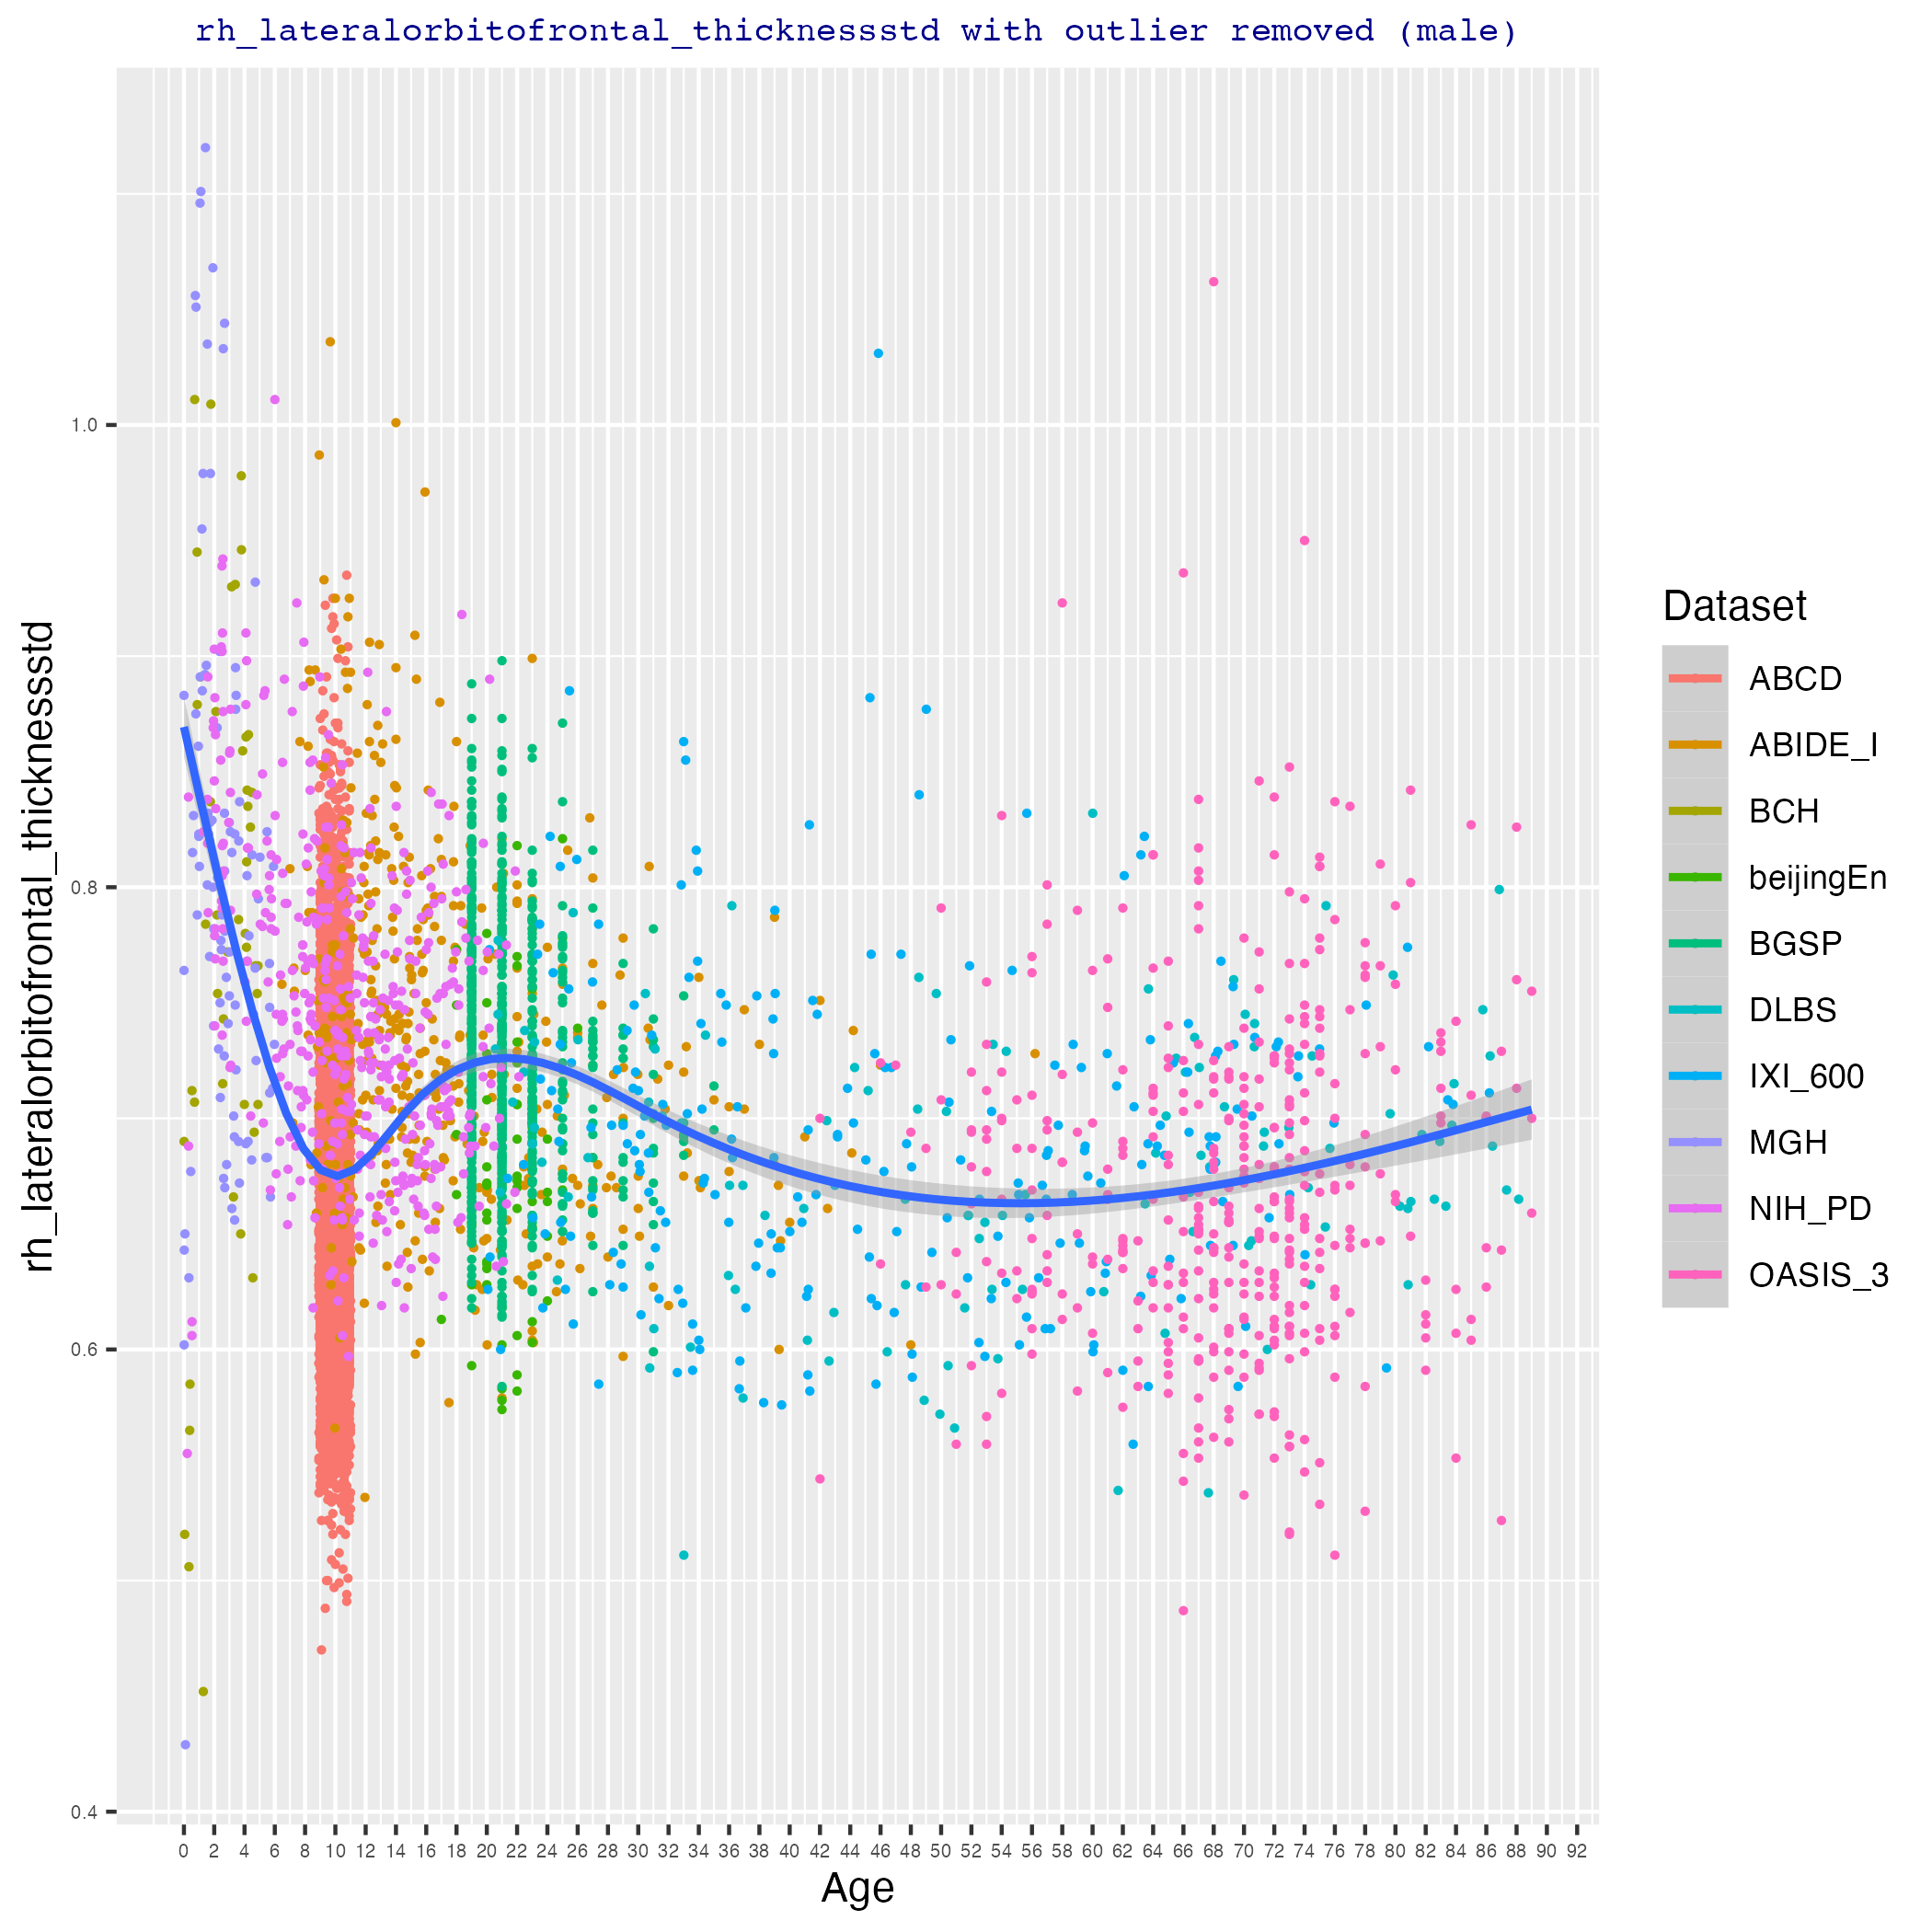 rh_lateralorbitofrontal_thicknessstd with outlier removed (male)
rh_lateralorbitofrontal_thicknessstd
1.0
0.8
0.6
0.4
0 2 4 6 8 10 12 14 16 18 20 22 24 26 28 30 32 34 36 38 40 42 44 46 48 50 52 54 56 58 60 62 64 66 68 70 72 74 76 78 80 82 84 86 88 90 92
Age
Dataset
ABCD
ABIDE_I
BCH
beijingEn
BGSP
DLBS
IXI_600
MGH
NIH_PD
OASIS_3